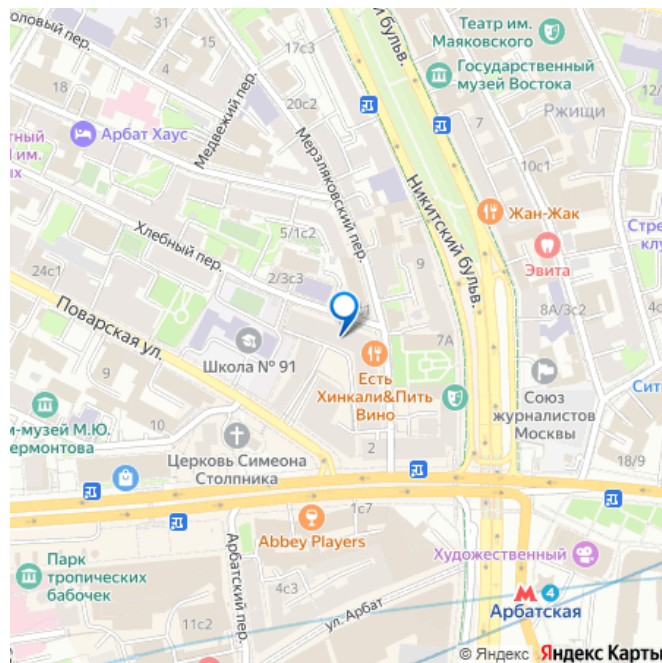 оловый пер.
17с3
Театр им.
Маяковского
Государственный
музей Востока
12/
18
4
20с2
Медвежий пер.
й бульв.
7
Ржищи
Арбат Хаус
тный
Й им.
ых
10с1
Мерзляковский пер.
Никитский бульв.
Жан-Жак
Стре
клу
Хлебный пер.
5/1с2
9
Эвита
24с1
2/3с3
Поварская ул.
8А/3с2
7А
Школа № 91
Есть
Хинкали&Пить
Вино
9
Союз
журналистов
Москвы
Сит
м-музей М.Ю.
ермонтова
10
2
Церковь Симеона
Столпника
18/9
1с7
Abbey Players
Художественный
Парк
тропических
бабочек
Арбатский пер.
4с3
ул. Арбат
11с2
4
Арбатская
© Яндекс Яндекс Карты